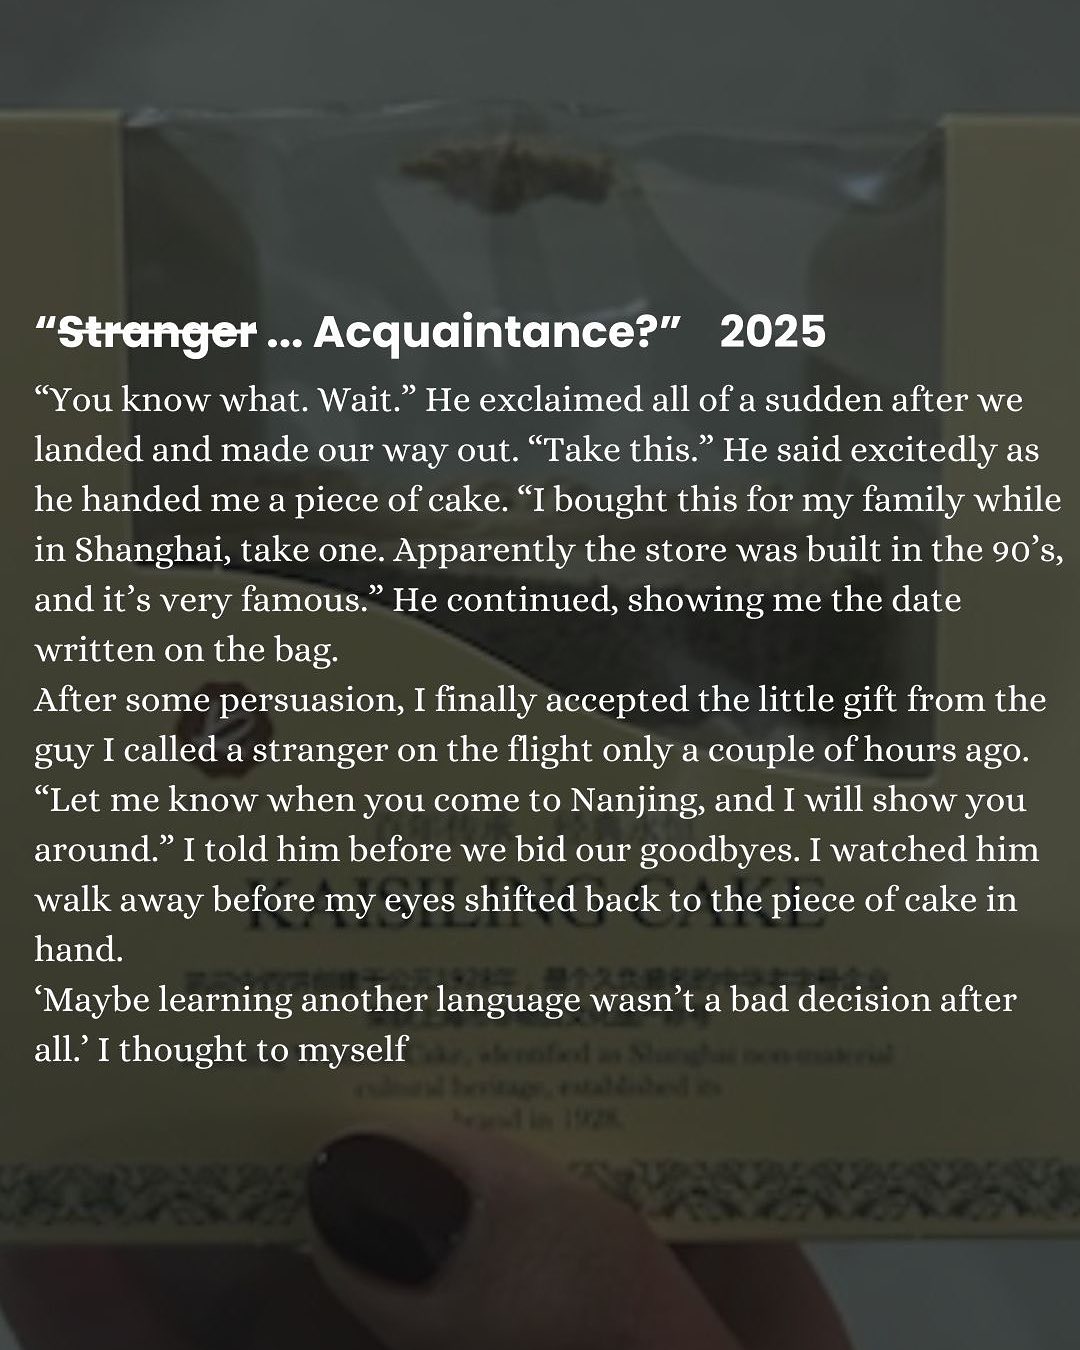 “Stranger ... Acquaintance?” 2025
“You know what. Wait.” He exclaimed all of a sudden after we
landed and made our way out. “Take this.” He said excitedly as
he handed me a piece of cake. “I bought this for my family while
in Shanghai, take one. Apparently the store was built in the 90’s,
and it’s very famous.” He continued, showing me the date
written on the bag.
After some persuasion, I finally accepted the little gift from the
guy I called a stranger on the flight only a couple of hours ago.
“Let me know when you come to Nanjing, and I will show you
around.” I told him before we bid our goodbyes. I watched him
walk away before my eyes shifted back to the piece of cake in
KAISILING CAKE
hand.
‘Maybe learning another language wasn’t a bad decision after
all.’ I thought to myself
Cake, identified as Shanghai non-material
cultural heritage, established its
brand in 1928.